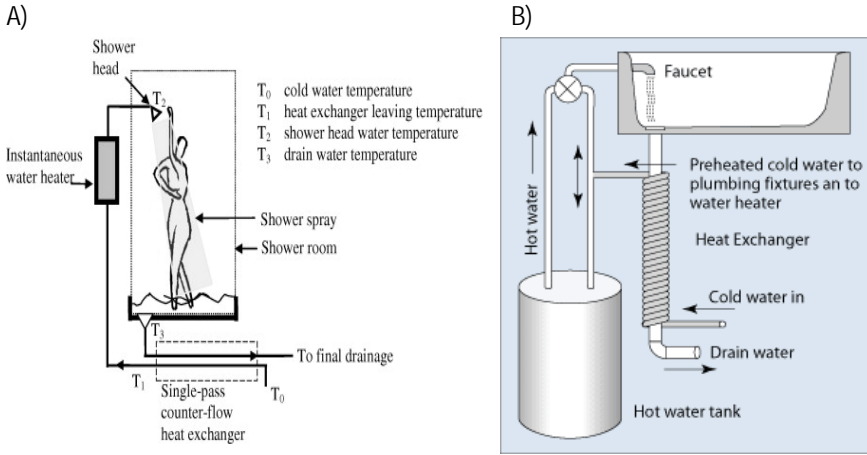 A)
Shower
head
T2
T0 cold water temperature
T1 heat exchanger leaving temperature
T2 shower head water temperature
T3 drain water temperature
Instantaneous
water heater
Shower spray
Shower room
T3
To final drainage
T1
T0
Single-pass
counter-flow
heat exchanger
B)
Faucet
Preheated cold water to
plumbing fixtures an to
water heater
Hot water
Heat Exchanger
Cold water in
Drain water
Hot water tank